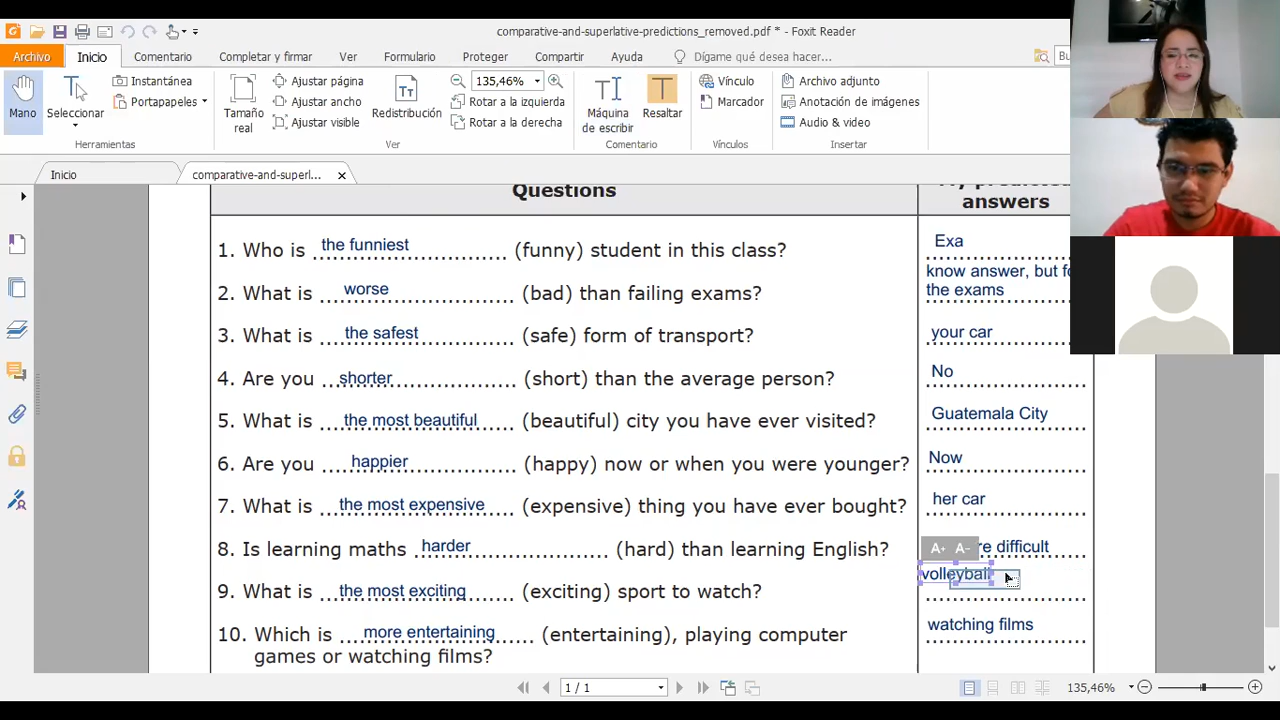 comparative-and-superlative-predictions_removed.pdf * - Foxit Reader
Archivo Inicio Comentario Completar y firmar Ver Formulario Proteger Compartir Ayuda Dígame qué desea hacer... Bu
Mano
Seleccionar
Instantánea
Portapapeles
Herramientas
Tamaño real
Ajustar página
Ajustar ancho
Ajustar visible
Redistribución
135,46%
Rotar a la izquierda
Rotar a la derecha
Ver
Máquina de escribir
Resaltar
Comentario
Vínculo
Marcador
Vínculos
Archivo adjunto
Anotación de imágenes
Audio & video
Insertar
Inicio comparative-and-superl...
Questions
answers
1. Who is the funniest (funny) student in this class? Exa
know answer, but fo
2. What is worse (bad) than failing exams? the exams
3. What is the safest (safe) form of transport? your car
4. Are you shorter (short) than the average person? No
5. What is the most beautiful (beautiful) city you have ever visited? Guatemala City
6. Are you happier (happy) now or when you were younger? Now
7. What is the most expensive (expensive) thing you have ever bought? her car
8. Is learning maths harder (hard) than learning English? difficult
volleyball
9. What is the most exciting (exciting) sport to watch?
10. Which is more entertaining (entertaining), playing computer watching films
games or watching films?
1 / 1 135,46%